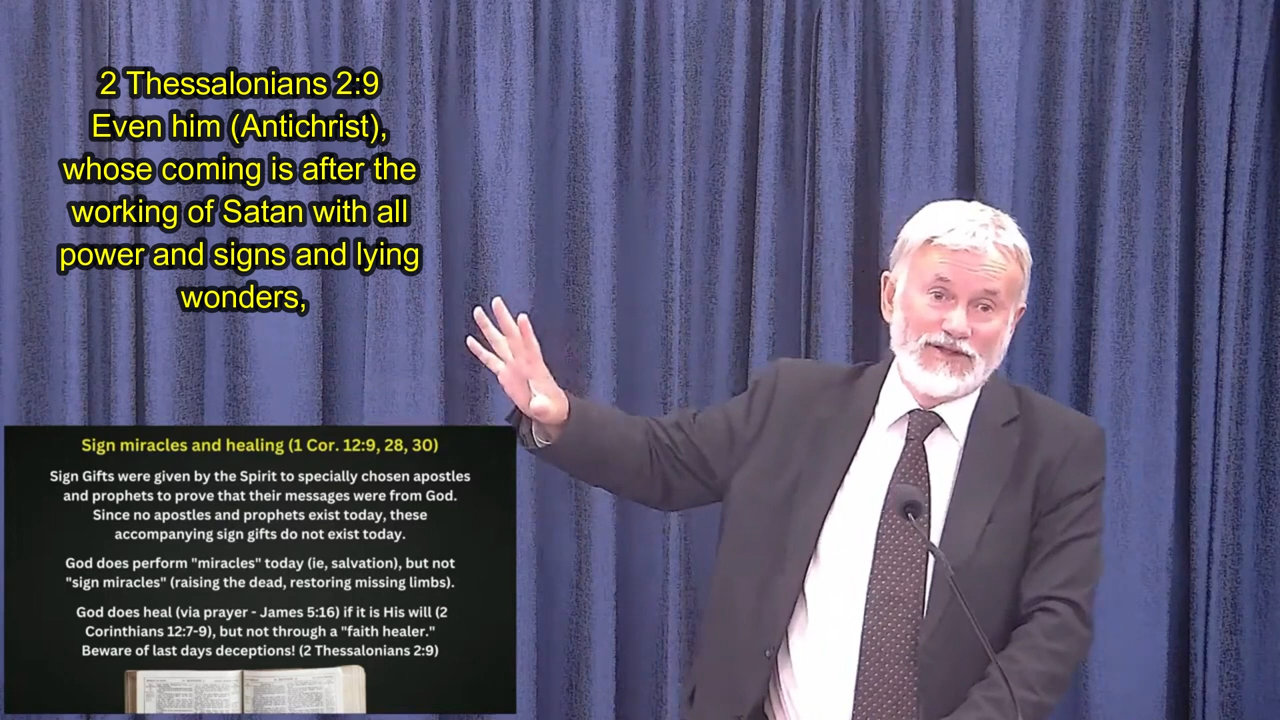 2 Thessalonians 2:9
Even him (Antichrist),
whose coming is after the
working of Satan with all
power and signs and lying
wonders,
Sign miracles and healing (1 Cor. 12:9, 28, 30)
Sign Gifts were given by the Spirit to specially chosen apostles
and prophets to prove that their messages were from God.
Since no apostles and prophets exist today, these
accompanying sign gifts do not exist today.
God does perform "miracles" today (ie, salvation), but not
"sign miracles" (raising the dead, restoring missing limbs).
God does heal (via prayer - James 5:16) if it is His will (2
Corinthians 12:7-9), but not through a "faith healer."
Beware of last days deceptions! (2 Thessalonians 2:9)